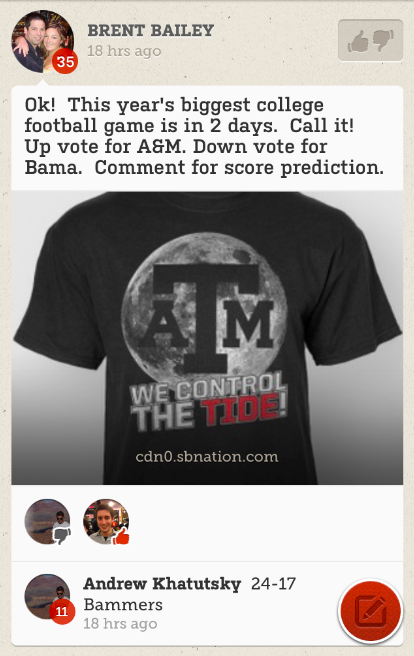 BRENT BAILEY
18 hrs ago
35
Ok! This year's biggest college
football game is in 2 days. Call it!
Up vote for A&M. Down vote for
Bama. Comment for score prediction.
ATM
WE CONTROL
THE TIDE!
cdn0.sbnation.com
Andrew Khatutsky 24-17
Bammers
11
18 hrs ago